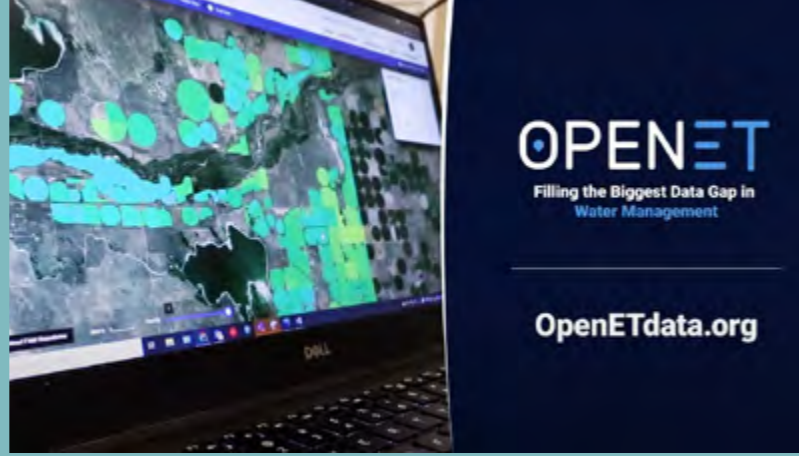 DELL
OPENET
Filling the Biggest Data Gap in
Water Management
OpenETdata.org